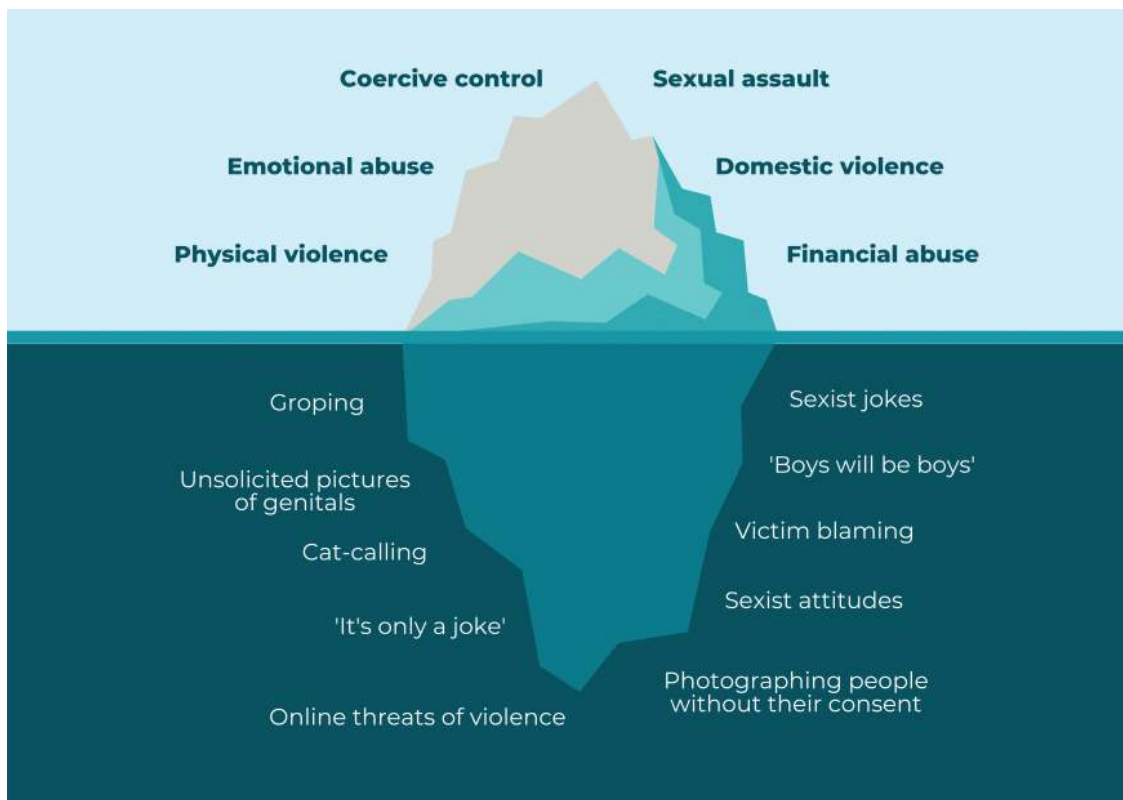 Coercive control
Sexual assault
Emotional abuse
Domestic violence
Physical violence
Financial abuse
Groping
Sexist jokes
'Boys will be boys'
Unsolicited pictures
of genitals
Victim blaming
Cat-calling
Sexist attitudes
'It's only a joke'
Photographing people
without their consent
Online threats of violence